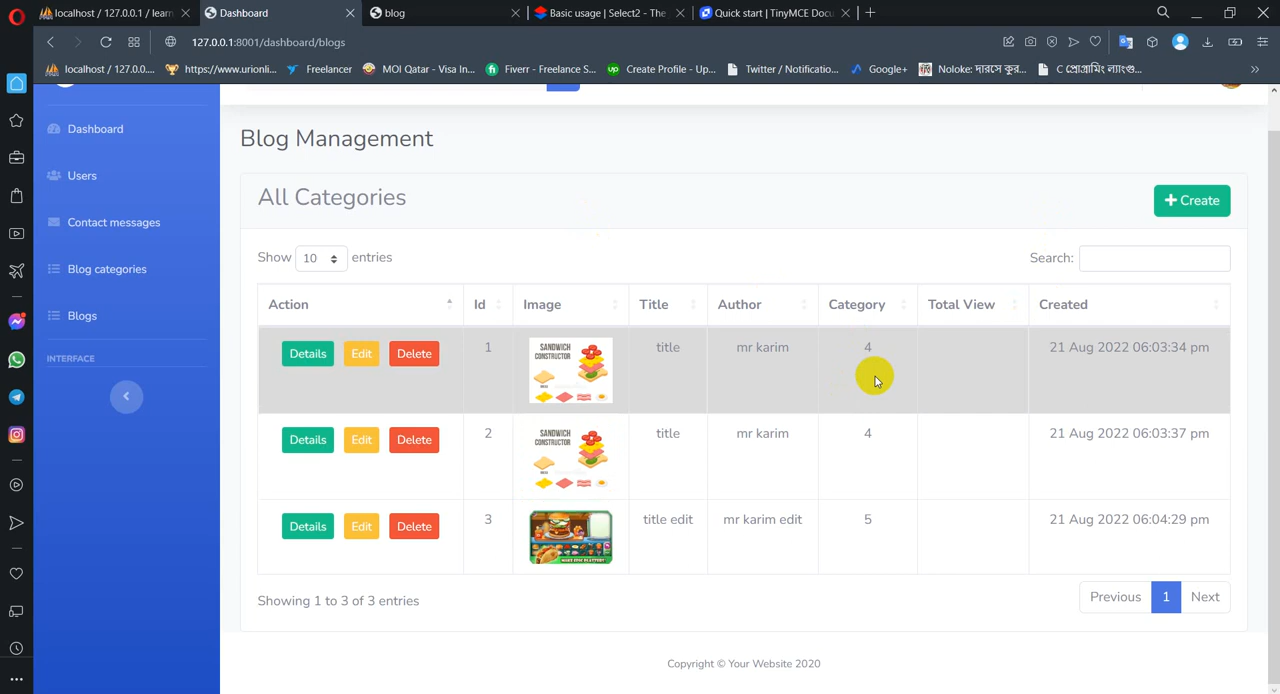 localhost / 127.0.0.1 / learn
Dashboard
blog
Basic usage | Select2 - The
Quick start | TinyMCE Docu
127.0.0.1:8001/dashboard/blogs
localhost / 127.0.0....
https://www.urionli...
Freelancer
MOI Qatar - Visa In...
Fiverr - Freelance S...
Create Profile - Up...
Twitter / Notificatio...
Google+
Noloke: দারসে কুর...
C প্রোগ্রামিং ল্যাংগু...
Dashboard
Users
Contact messages
Blog categories
Blogs
INTERFACE
Blog Management
All Categories
Create
Show 10 entries
Search:
Action Id Image Title Author Category Total View Created
Details Edit Delete 1 title mr karim 4 21 Aug 2022 06:03:34 pm
SANDWICH
CONSTRUCTOR
Details Edit Delete 2 title mr karim 4 21 Aug 2022 06:03:37 pm
SANDWICH
CONSTRUCTOR
Details Edit Delete 3 title edit mr karim edit 5 21 Aug 2022 06:04:29 pm
Showing 1 to 3 of 3 entries
Previous 1 Next
Copyright © Your Website 2020